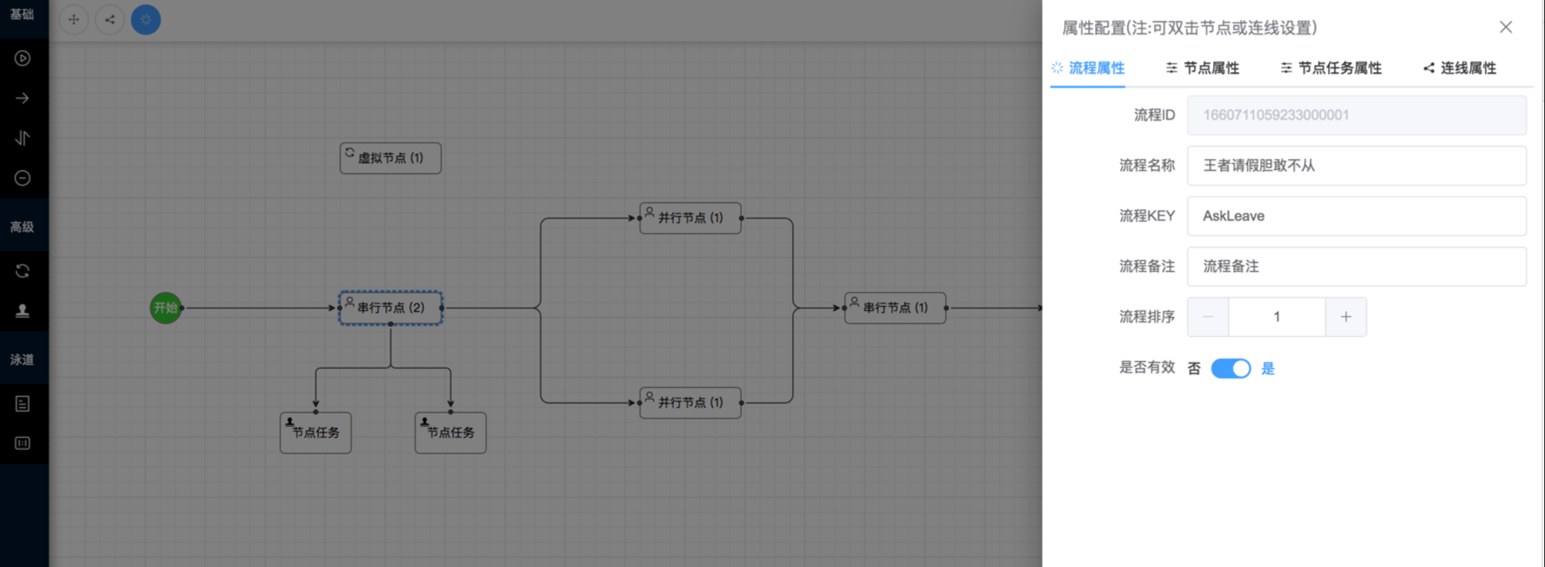 基础
高级
泳道
虚拟节点 (1)
开始
串行节点 (2)
节点任务
节点任务
并行节点 (1)
并行节点 (1)
串行节点 (1)
属性配置(注:可双击节点或连线设置)
流程属性 节点属性 节点任务属性 连线属性
流程ID 1660711059233000001
流程名称 王者请假胆敢不从
流程KEY AskLeave
流程备注 流程备注
流程排序 1
是否有效 否 是